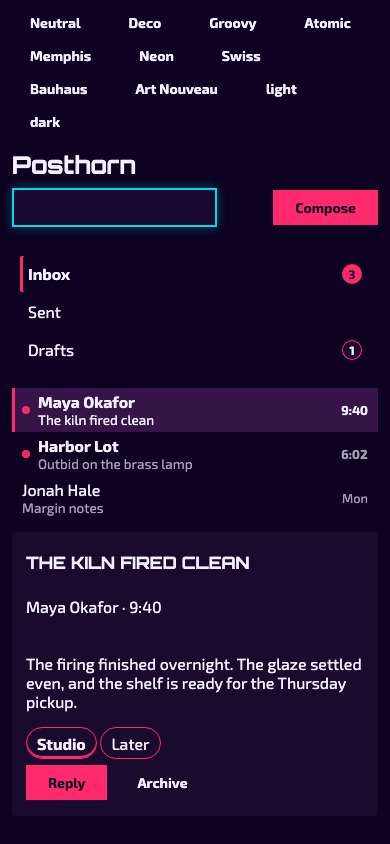 Neutral Deco Groovy Atomic
Memphis Neon Swiss
Bauhaus Art Nouveau light
dark
Posthorn
Compose
Inbox 3
Sent
Drafts 1
Maya Okafor 9:40
The kiln fired clean
Harbor Lot 6:02
Outbid on the brass lamp
Jonah Hale Mon
Margin notes
THE KILN FIRED CLEAN
Maya Okafor · 9:40
The firing finished overnight. The glaze settled
even, and the shelf is ready for the Thursday
pickup.
Studio Later
Reply Archive